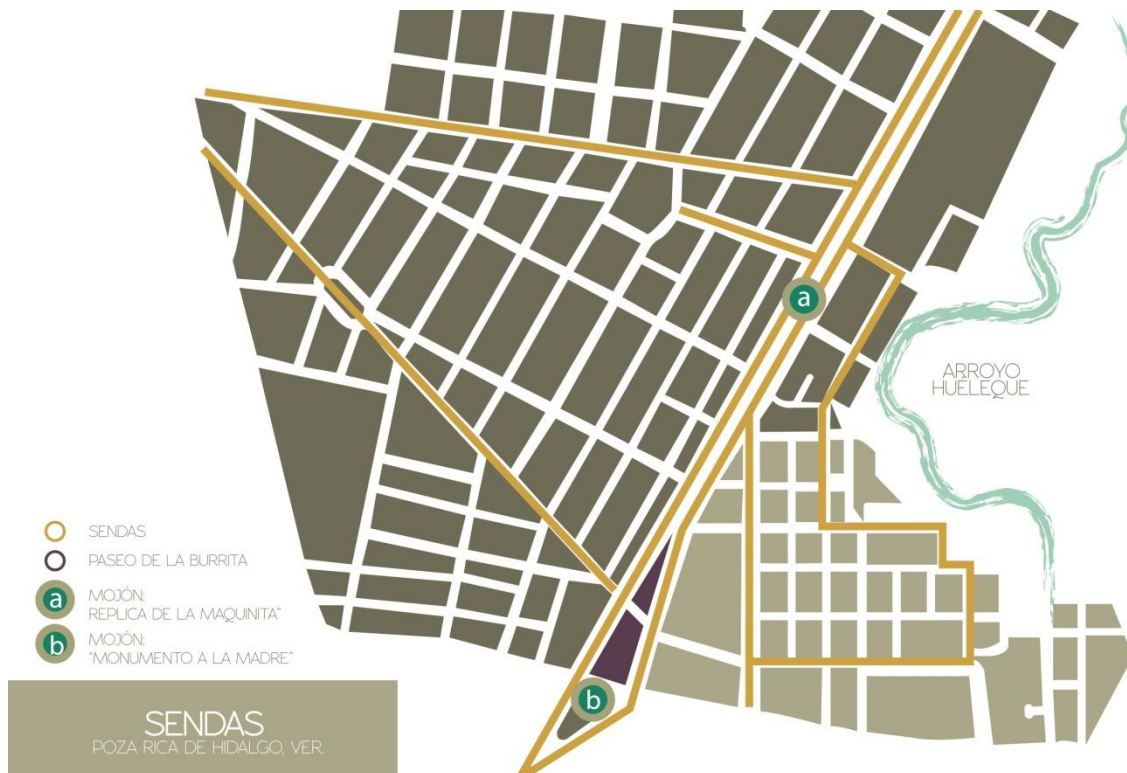 a
ARROYO
HUELEQUE
SENDAS
PASEO DE LA BURRITA
a
MOJÓN:
REPLICA DE LA MAQUINITA"
b
MOJÓN:
"MONUMENTO A LA MADRE"
b
SENDAS
POZA RICA DE HIDALGO, VER.